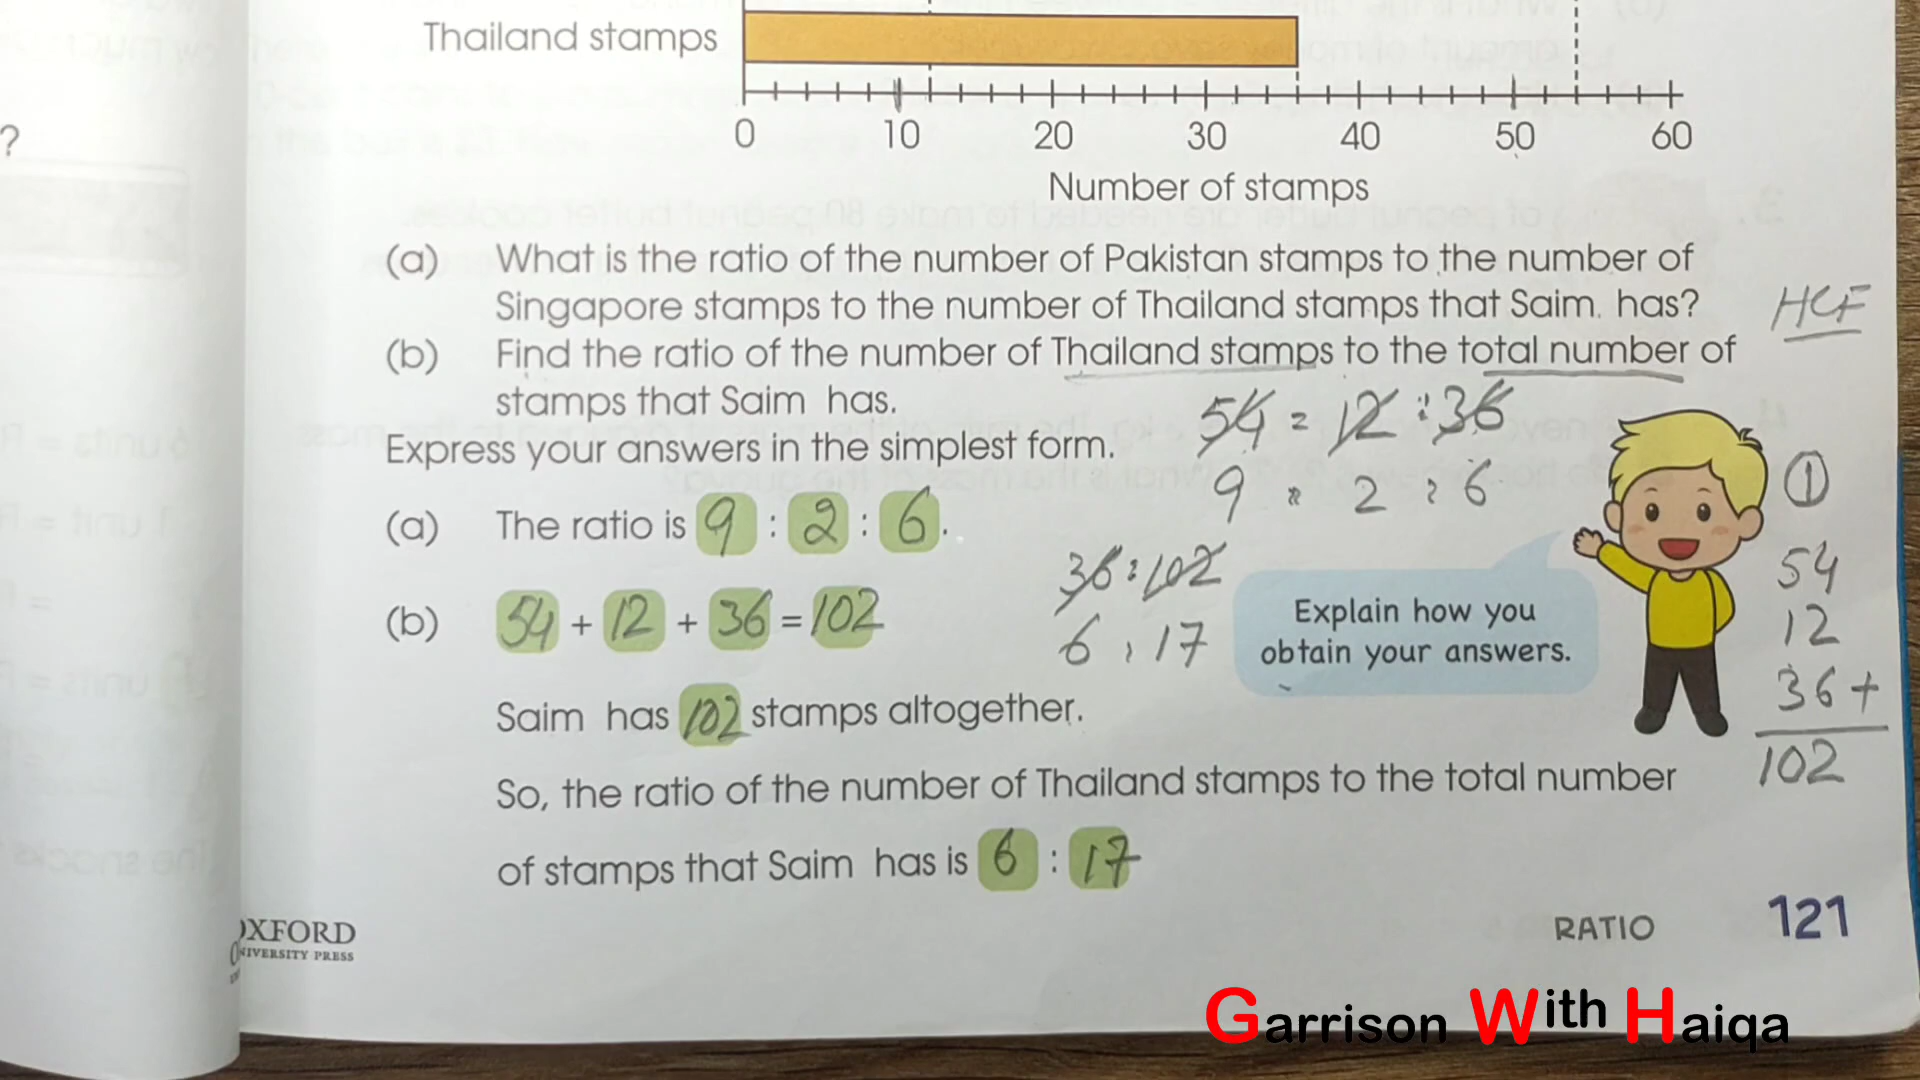 Thailand stamps
0 10 20 30 40 50 60
Number of stamps
?
(a) What is the ratio of the number of Pakistan stamps to the number of
Singapore stamps to the number of Thailand stamps that Saim has?
HCF
(b) Find the ratio of the number of Thailand stamps to the total number of
stamps that Saim has.
54 : 12 : 36
Express your answers in the simplest form.
9 : 2 : 6
(a) The ratio is 9 : 2 : 6.
36 : 102
6 : 17
(b) 54 + 12 + 36 = 102
Explain how you
obtain your answers.
1
54
12
36 +
102
Saim has 102 stamps altogether.
So, the ratio of the number of Thailand stamps to the total number
of stamps that Saim has is 6 : 17
OXFORD
UNIVERSITY PRESS
RATIO 121
Garrison With Haiqa